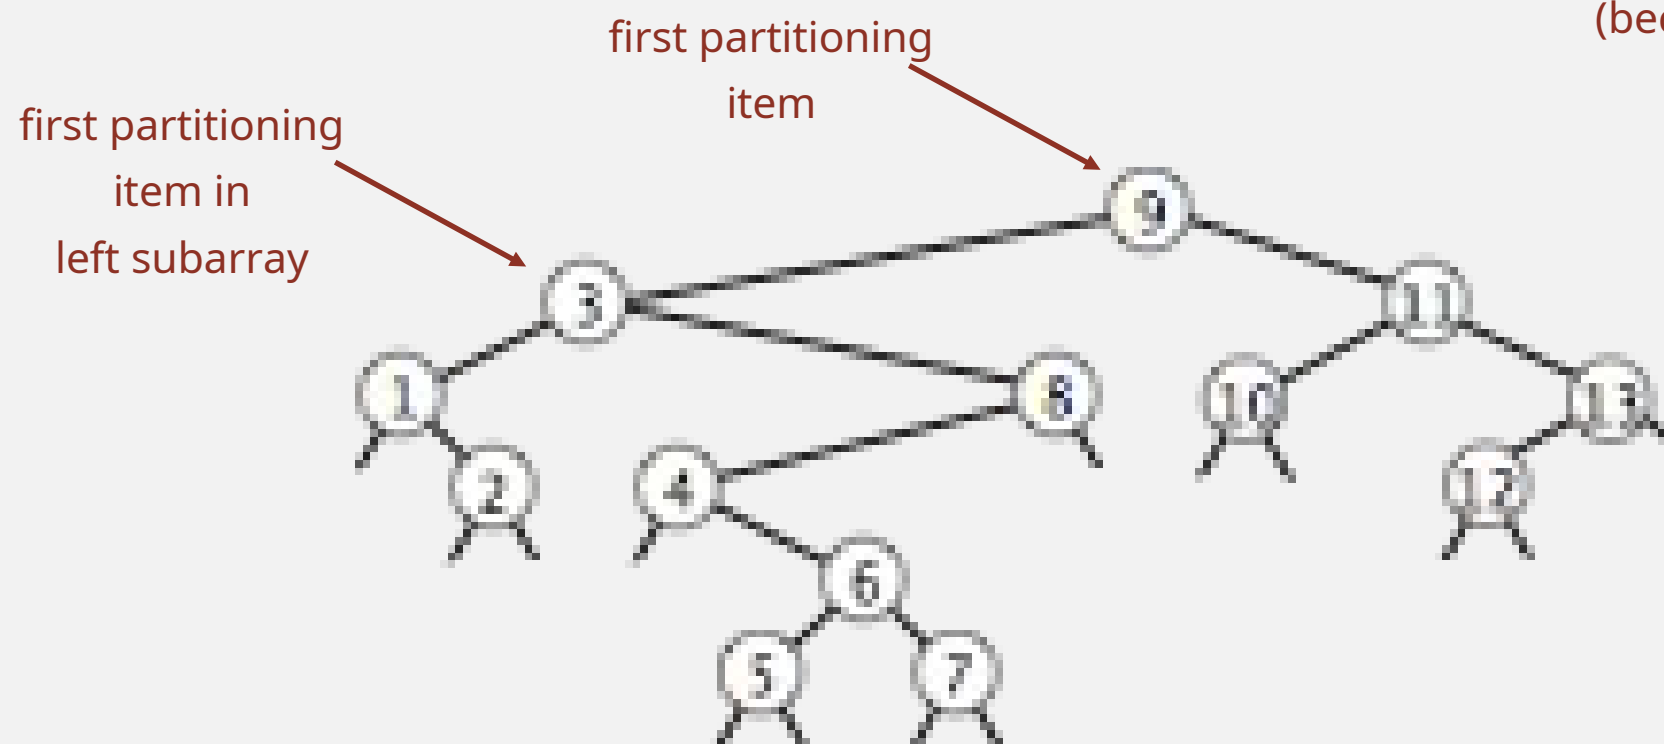 (bec
first partitioning
item
first partitioning
item in
left subarray
9
3
11
1
8
10
13
2
4
12
6
5
7